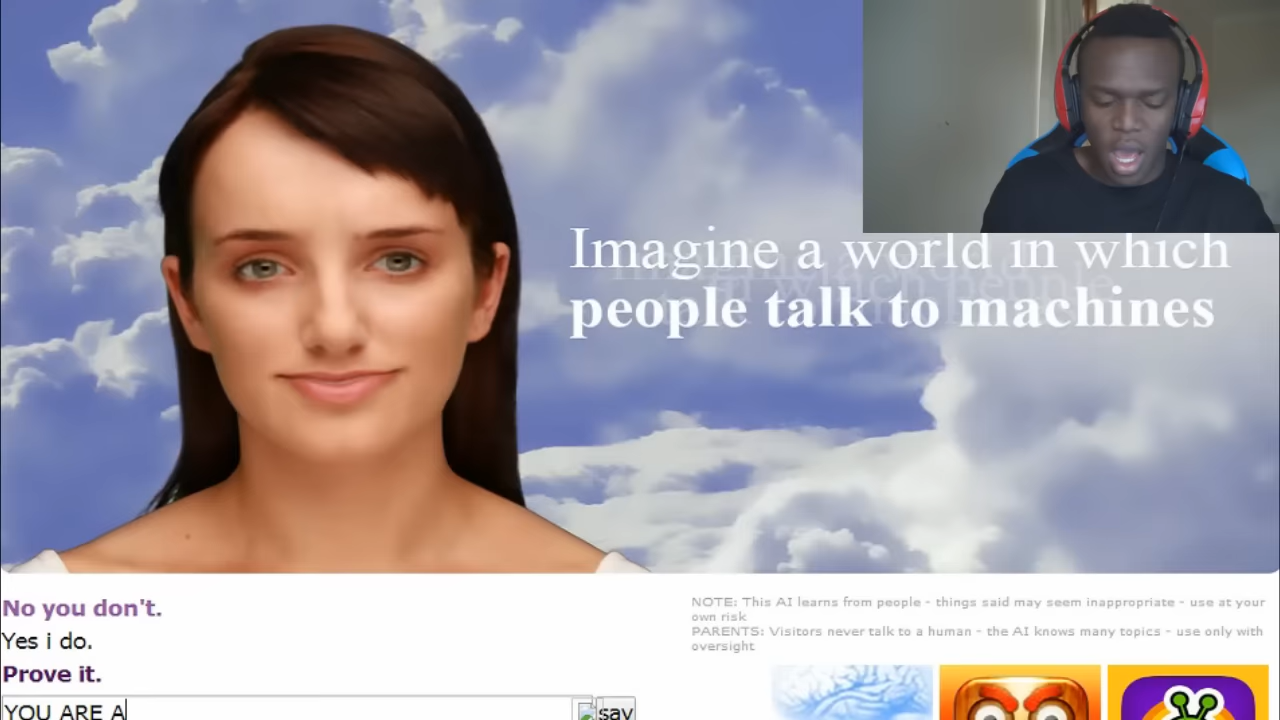 Imagine a world in which
people talk to machines
No you don't.
Yes i do.
Prove it.
YOU ARE A
say
NOTE: This AI learns from people - things said may seem inappropriate - use at your
own risk
PARENTS: Visitors never talk to a human - the AI knows many topics - use only with
oversight